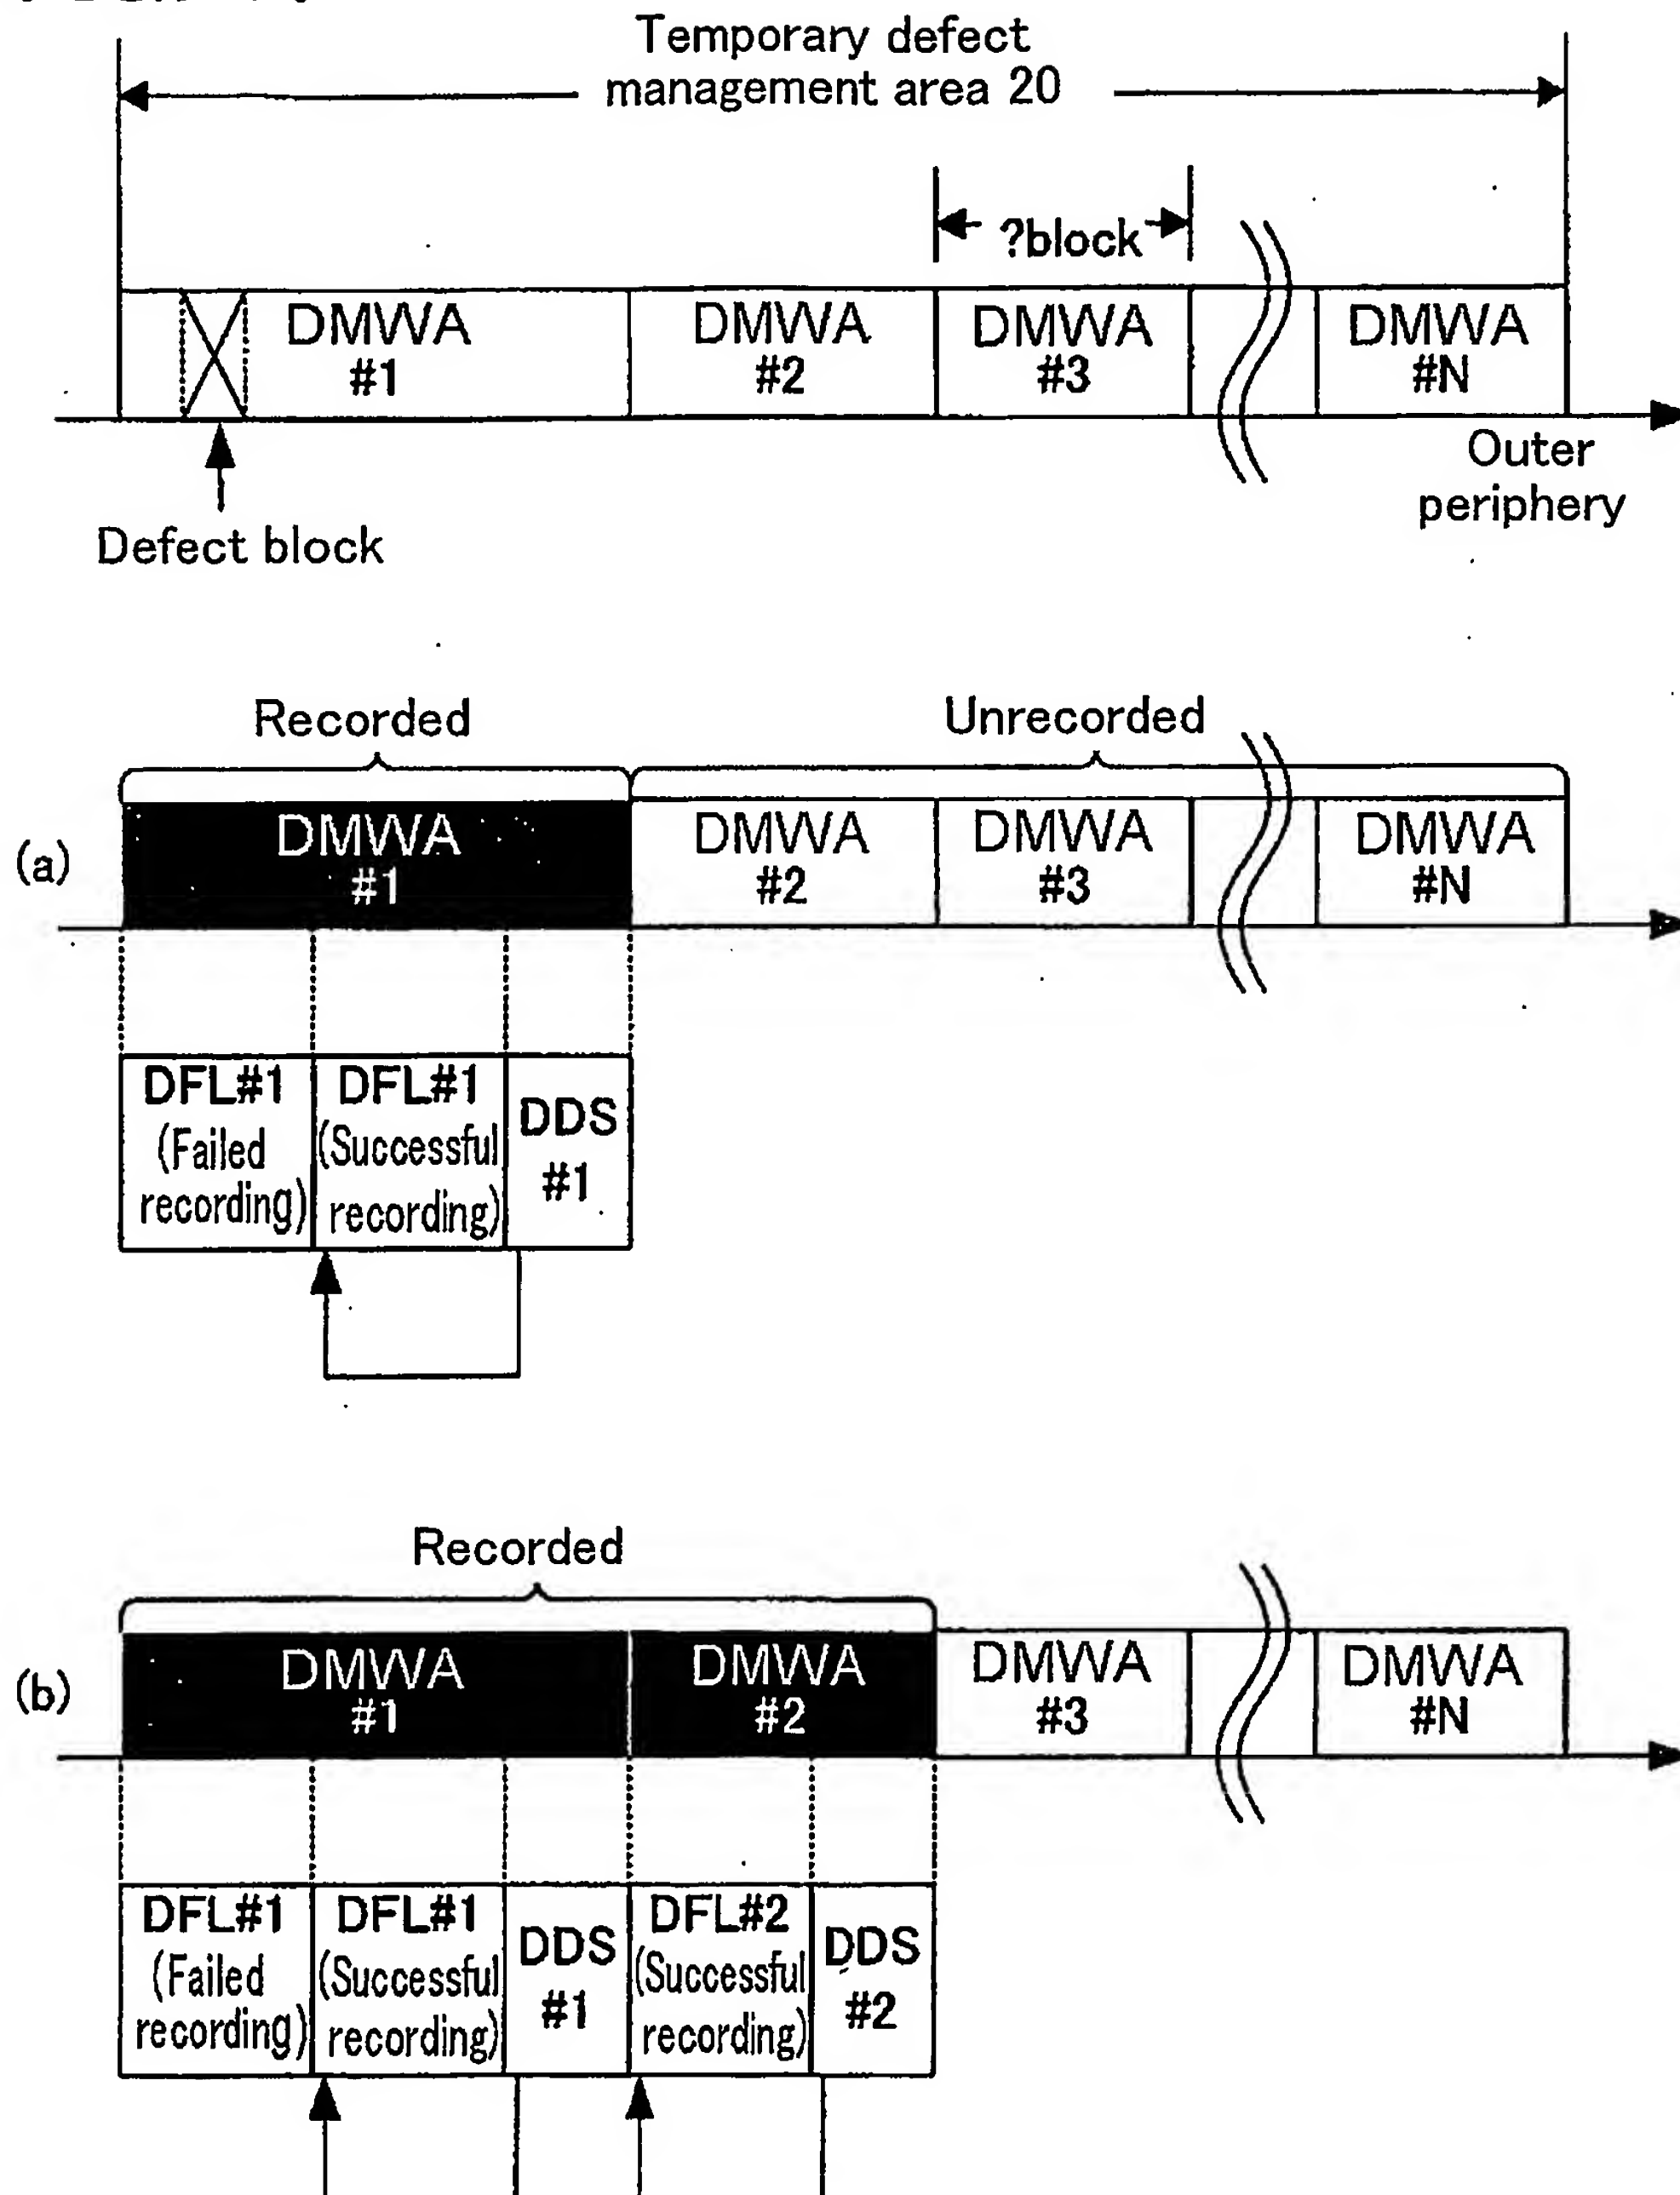 Temporary defect
management area 20
?block
DMWA
#1
DMWA
#2
DMWA
#3
DMWA
#N
Outer
periphery
Defect block
Recorded
Unrecorded
(a)
DMWA
#1
DMWA
#2
DMWA
#3
DMWA
#N
DFL#1
(Failed
recording)
DFL#1
(Successful
recording)
DDS
#1
Recorded
(b)
DMWA
#1
DMWA
#2
DMWA
#3
DMWA
#N
DFL#1
(Failed
recording)
DFL#1
(Successful
recording)
DDS
#1
DFL#2
(Successful
recording)
DDS
#2